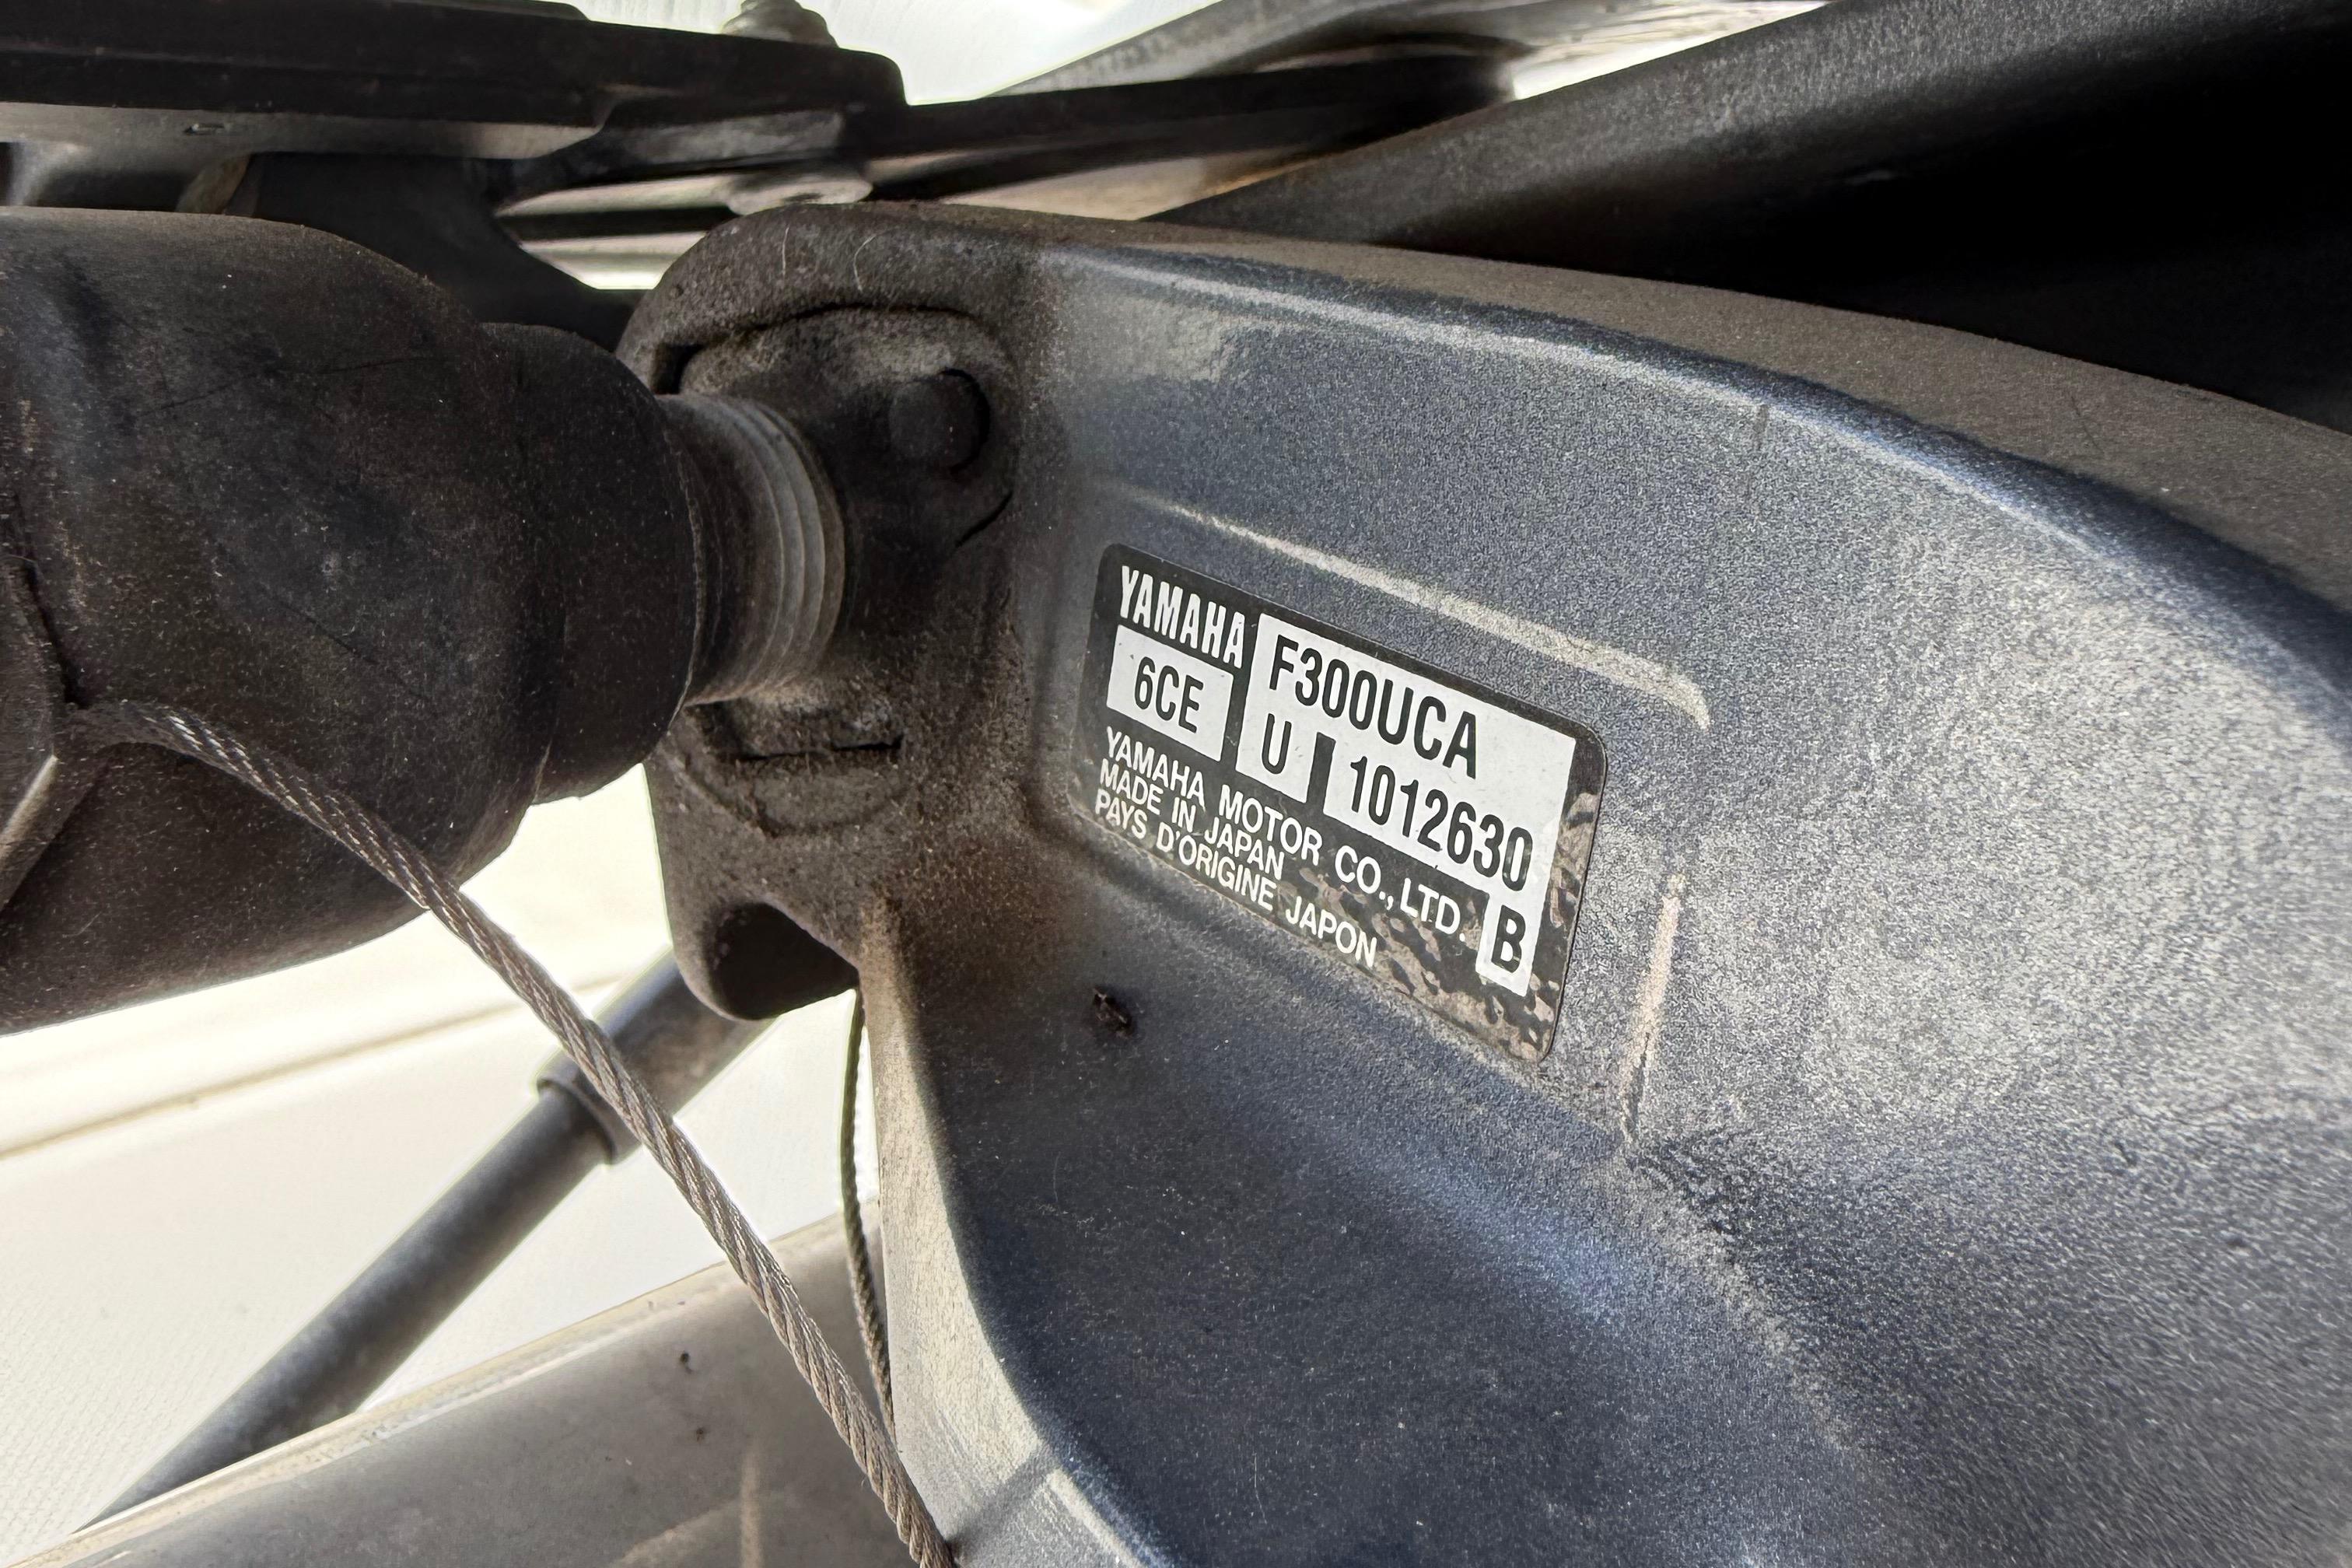 YAMAHA
F300UCA
6CE
U 1012630
YAMAHA MOTOR CO.,LTD.
MADE IN JAPAN
PAYS D'ORIGINE JAPON
B